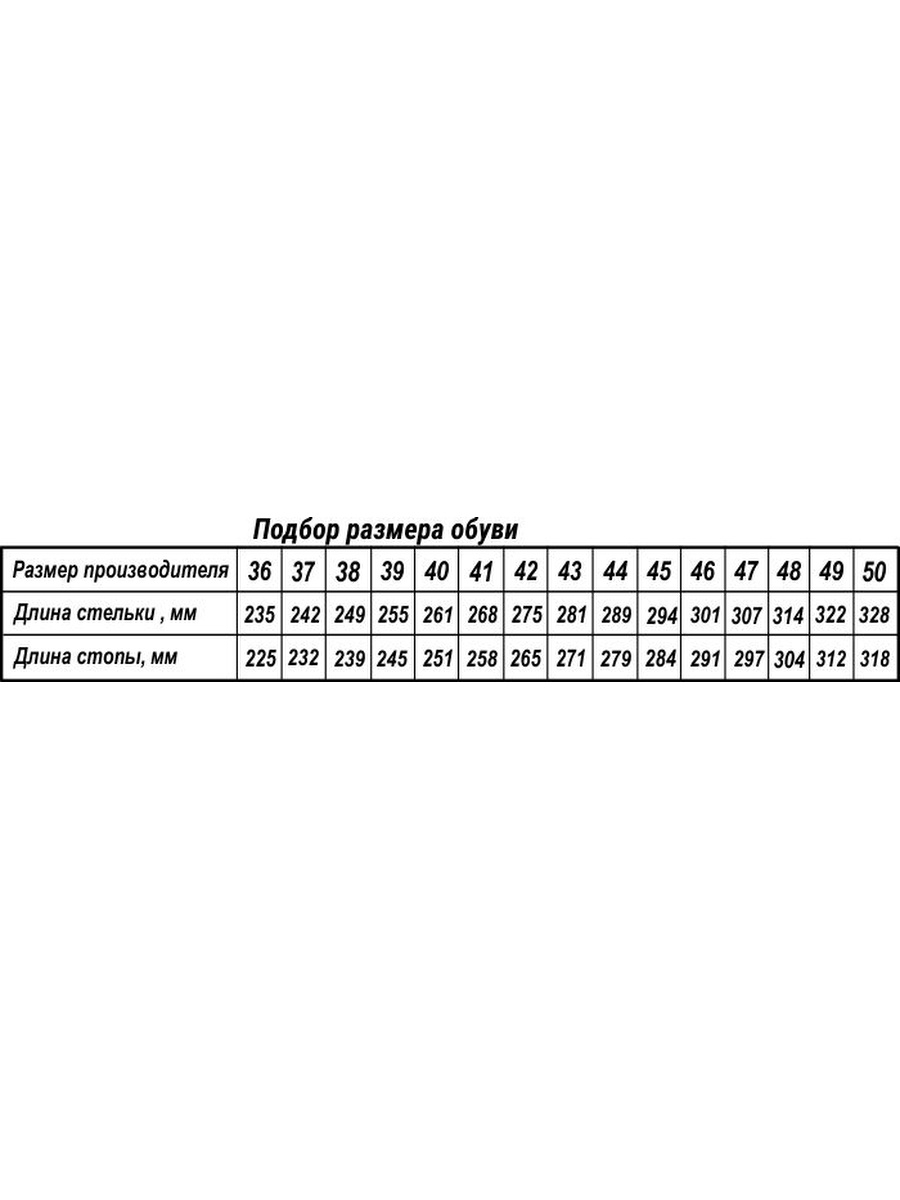 Подбор размера обуви
Размер производителя 36 37 38 39 40 41 42 43 44 45 46 47 48 49 50
Длина стельки , мм 235 242 249 255 261 268 275 281 289 294 301 307 314 322 328
Длина стопы, мм 225 232 239 245 251 258 265 271 279 284 291 297 304 312 318